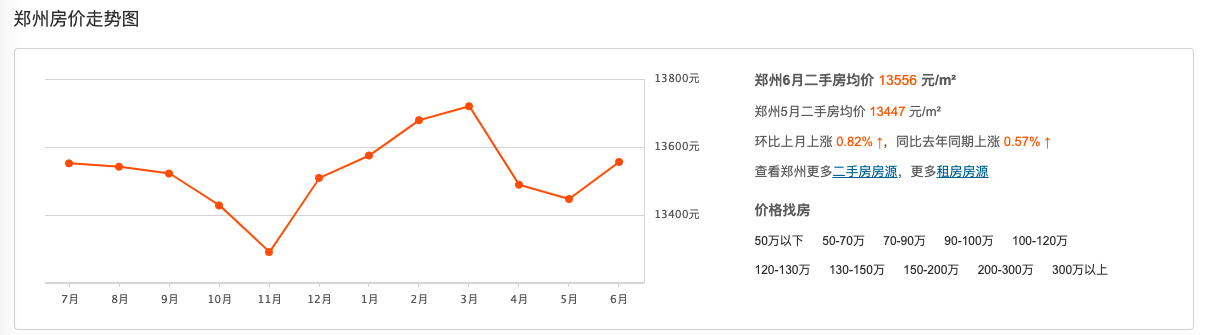 郑州房价走势图
13800元
13600元
13400元
7月 8月 9月 10月 11月 12月 1月 2月 3月 4月 5月 6月
郑州6月二手房均价 13556 元/m²
郑州5月二手房均价 13447 元/m²
环比上月上涨 0.82% ↑，同比去年同期上涨 0.57% ↑
查看郑州更多二手房房源，更多租房房源
价格找房
50万以下 50-70万 70-90万 90-100万 100-120万
120-130万 130-150万 150-200万 200-300万 300万以上